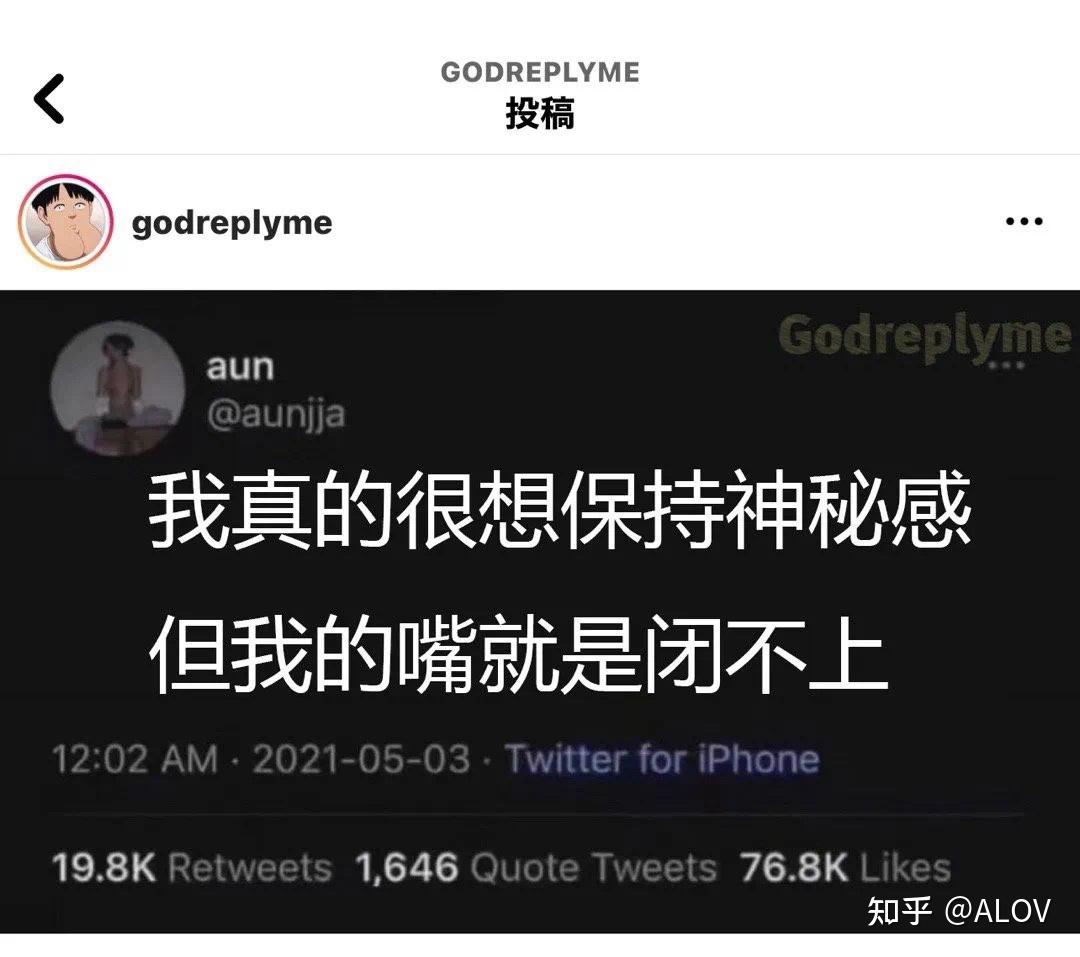 GODREPLYME
投稿
godreplyme
Godreplyme
aun
@aunjja
我真的很想保持神秘感
但我的嘴就是闭不上
12:02 AM · 2021-05-03 · Twitter for iPhone
19.8K Retweets 1,646 Quote Tweets 76.8K Likes
知乎 @ALOV